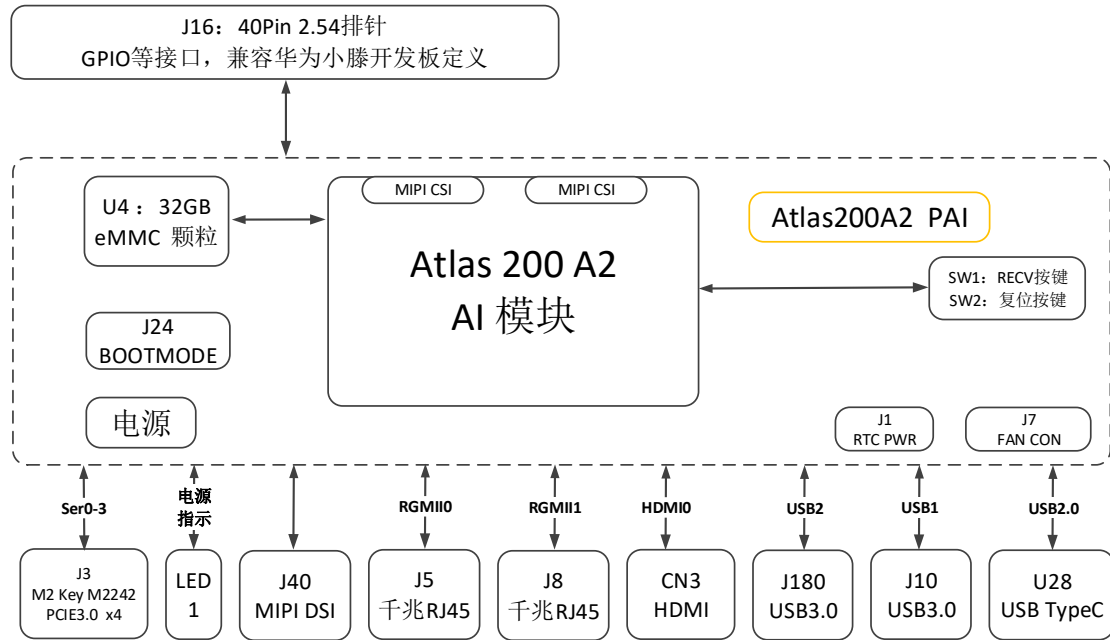 J16：40Pin 2.54排针
GPIO等接口，兼容华为小滕开发板定义
MIPI CSI
MIPI CSI
U4 ：32GB
eMMC 颗粒
Atlas200A2 PAI
Atlas 200 A2
AI 模块
SW1：RECV按键
SW2：复位按键
J24
BOOTMODE
电源
J1
RTC PWR
J7
FAN CON
Ser0-3
电源
指示
RGMII0
RGMII1
HDMI0
USB2
USB1
USB2.0
J3
M2 Key M2242
PCIE3.0 x4
LED
1
J40
MIPI DSI
J5
千兆RJ45
J8
千兆RJ45
CN3
HDMI
J180
USB3.0
J10
USB3.0
U28
USB TypeC